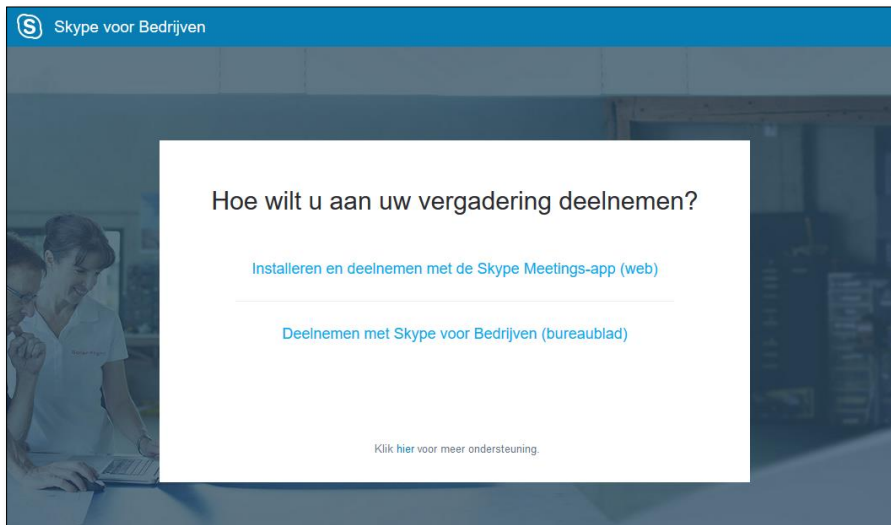 Skype voor Bedrijven
Hoe wilt u aan uw vergadering deelnemen?
Installeren en deelnemen met de Skype Meetings-app (web)
Deelnemen met Skype voor Bedrijven (bureaublad)
Klik hier voor meer ondersteuning.